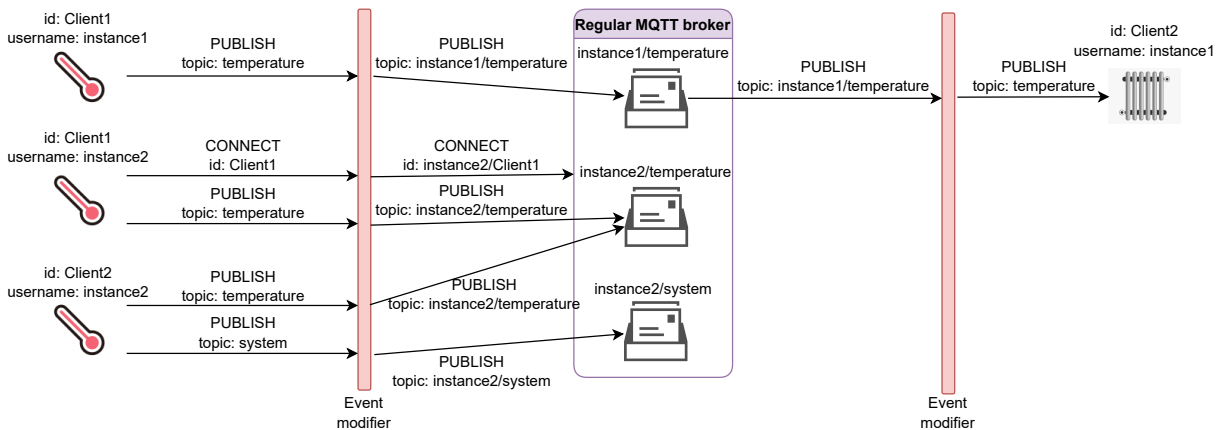 id: Client1
username: instance1
PUBLISH
topic: temperature
PUBLISH
topic: instance1/temperature
Regular MQTT broker
instance1/temperature
PUBLISH
topic: instance1/temperature
PUBLISH
topic: temperature
id: Client2
username: instance1
id: Client1
username: instance2
CONNECT
id: Client1
CONNECT
id: instance2/Client1
PUBLISH
topic: temperature
PUBLISH
topic: instance2/temperature
instance2/temperature
id: Client2
username: instance2
PUBLISH
topic: temperature
PUBLISH
topic: instance2/temperature
PUBLISH
topic: system
PUBLISH
topic: instance2/system
instance2/system
Event
modifier
Event
modifier